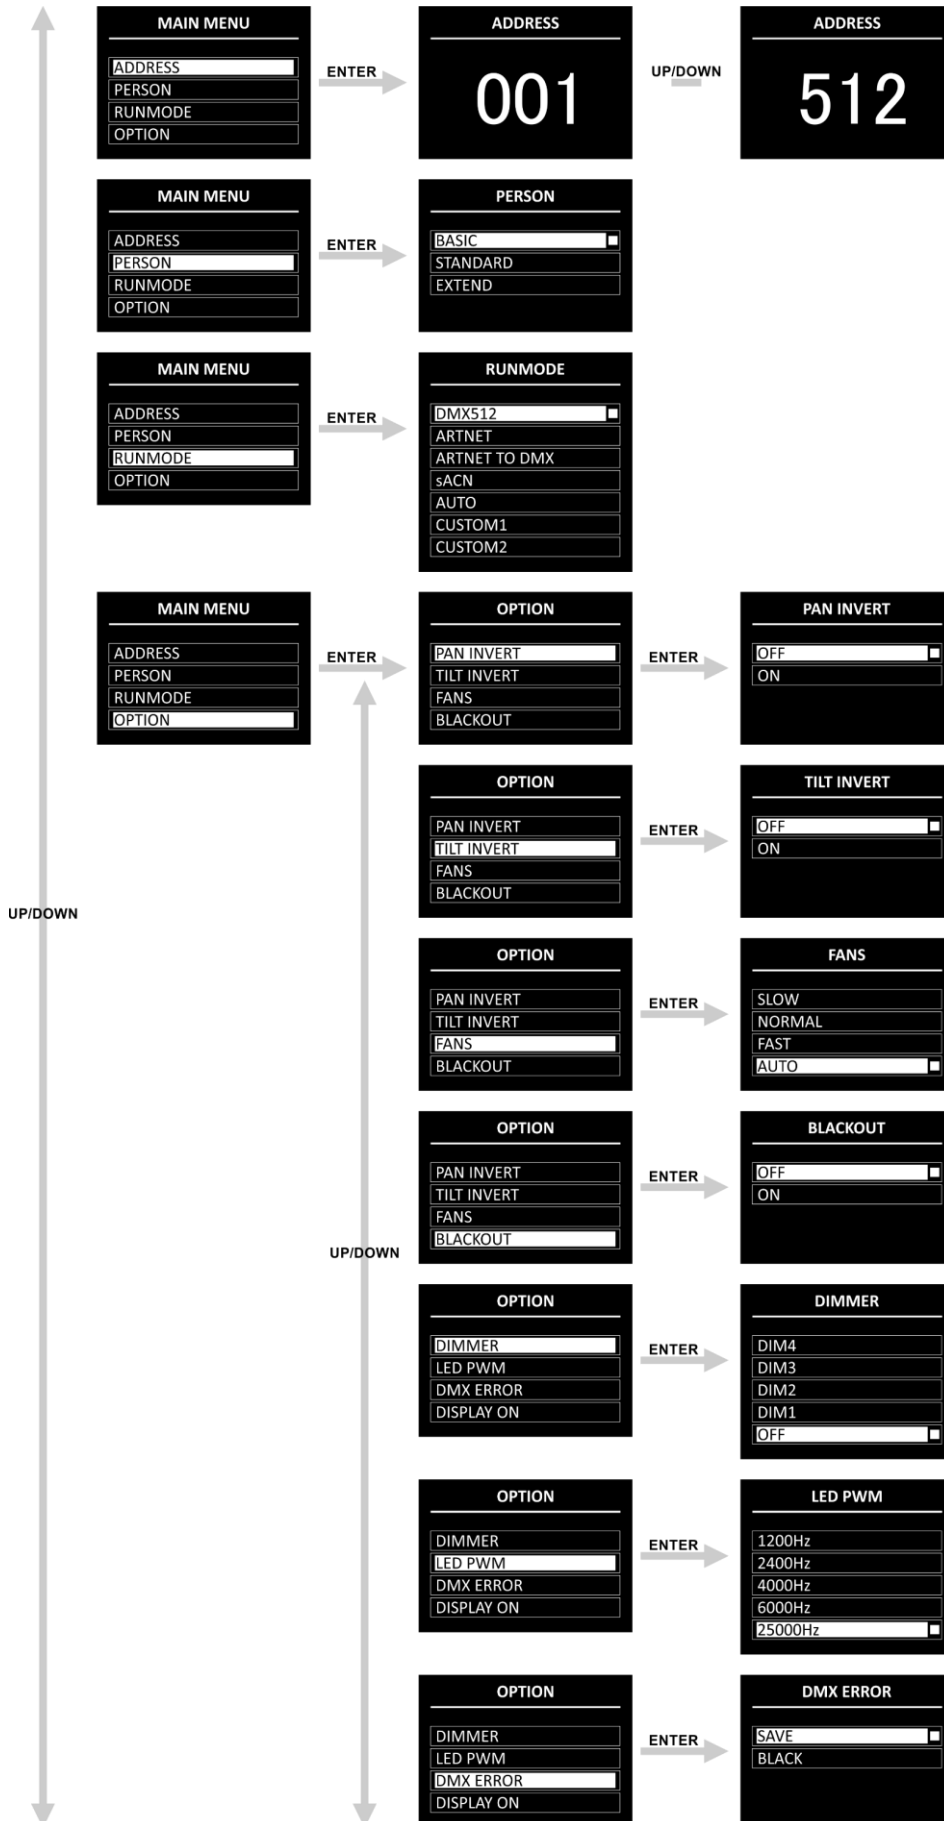 MAIN MENU
ADDRESS
PERSON
RUNMODE
OPTION
ENTER
ADDRESS
001
UP/DOWN
ADDRESS
512
MAIN MENU
ADDRESS
PERSON
RUNMODE
OPTION
ENTER
PERSON
BASIC
STANDARD
EXTEND
MAIN MENU
ADDRESS
PERSON
RUNMODE
OPTION
ENTER
RUNMODE
DMX512
ARTNET
ARTNET TO DMX
sACN
AUTO
CUSTOM1
CUSTOM2
MAIN MENU
ADDRESS
PERSON
RUNMODE
OPTION
ENTER
OPTION
PAN INVERT
TILT INVERT
FANS
BLACKOUT
ENTER
PAN INVERT
OFF
ON
OPTION
PAN INVERT
TILT INVERT
FANS
BLACKOUT
ENTER
TILT INVERT
OFF
ON
UP/DOWN
OPTION
PAN INVERT
TILT INVERT
FANS
BLACKOUT
ENTER
FANS
SLOW
NORMAL
FAST
AUTO
OPTION
PAN INVERT
TILT INVERT
FANS
BLACKOUT
ENTER
BLACKOUT
OFF
ON
UP/DOWN
OPTION
DIMMER
LED PWM
DMX ERROR
DISPLAY ON
ENTER
DIMMER
DIM4
DIM3
DIM2
DIM1
OFF
OPTION
DIMMER
LED PWM
DMX ERROR
DISPLAY ON
ENTER
LED PWM
1200Hz
2400Hz
4000Hz
6000Hz
25000Hz
OPTION
DIMMER
LED PWM
DMX ERROR
DISPLAY ON
ENTER
DMX ERROR
SAVE
BLACK